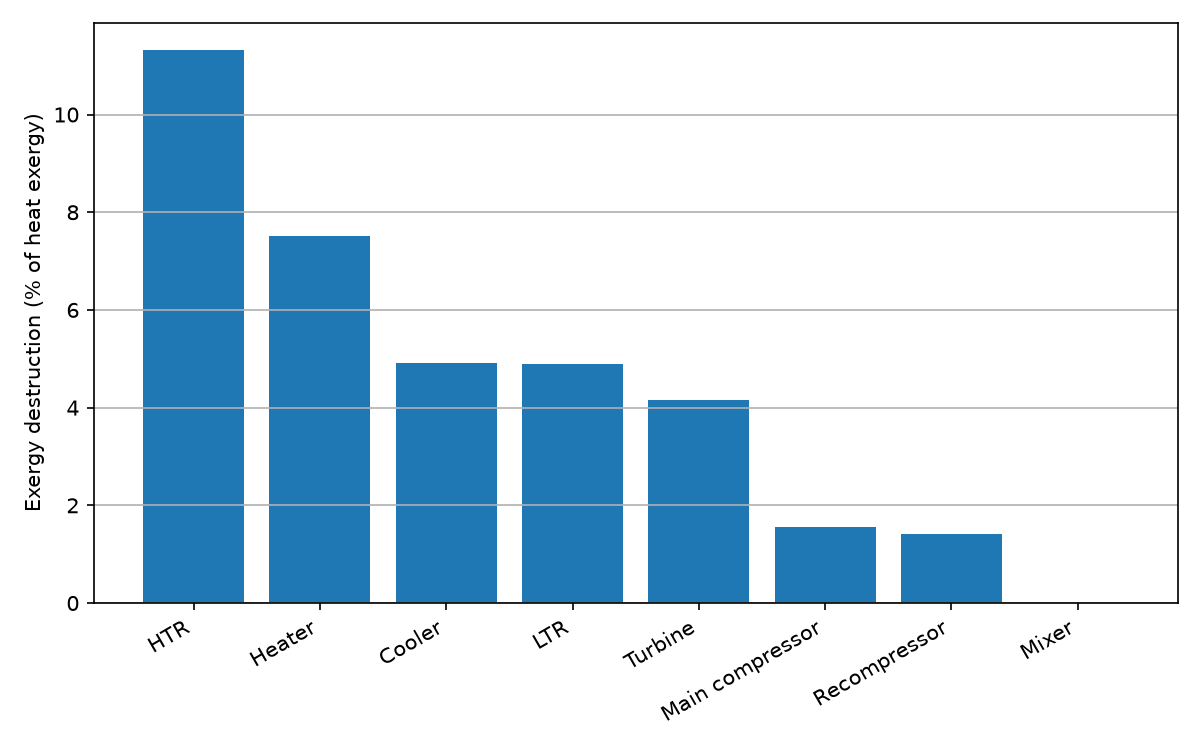 Exergy destruction (% of heat exergy)
10
8
6
4
2
0
HTR
Heater
Cooler
LTR
Turbine
Main compressor
Recompressor
Mixer